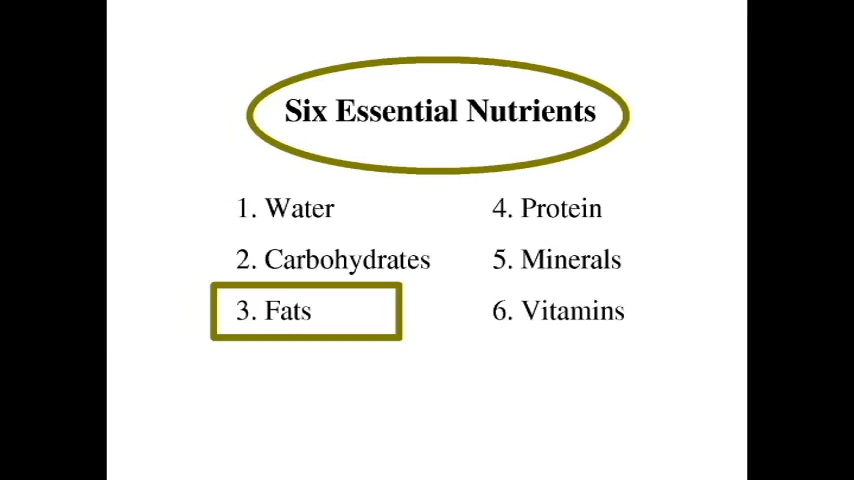 Six Essential Nutrients
1. Water
2. Carbohydrates
3. Fats
4. Protein
5. Minerals
6. Vitamins